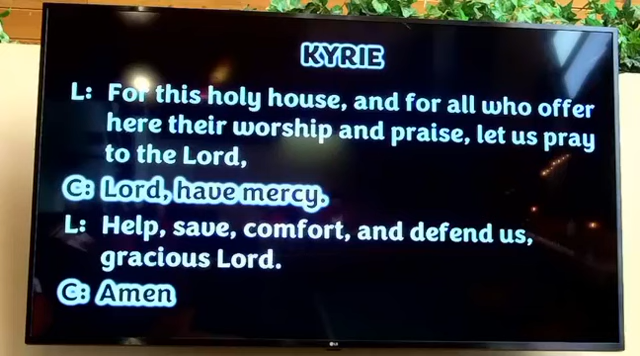 KYRIE
L: For this holy house, and for all who offer
here their worship and praise, let us pray
to the Lord,
C: Lord, have mercy.
L: Help, save, comfort, and defend us,
gracious Lord.
C: Amen
LG